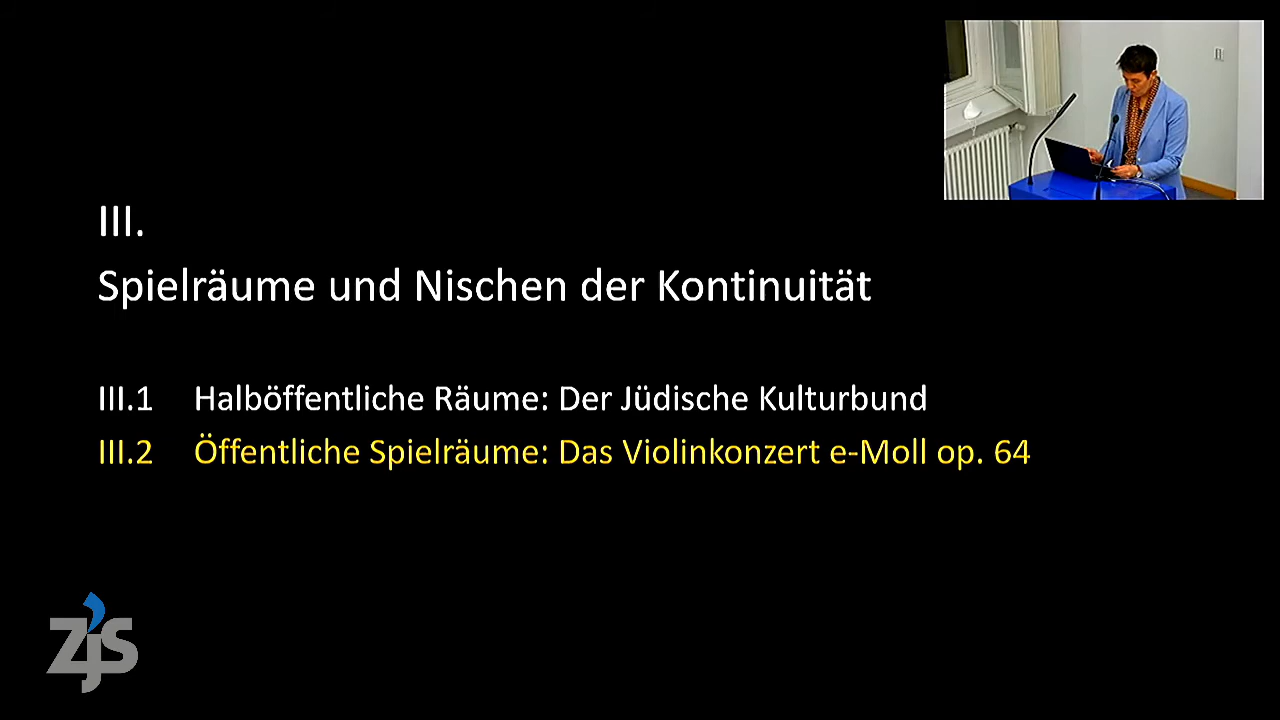 III.
Spielräume und Nischen der Kontinuität
III.1 Halböffentliche Räume: Der Jüdische Kulturbund
III.2 Öffentliche Spielräume: Das Violinkonzert e-Moll op. 64
ZjS